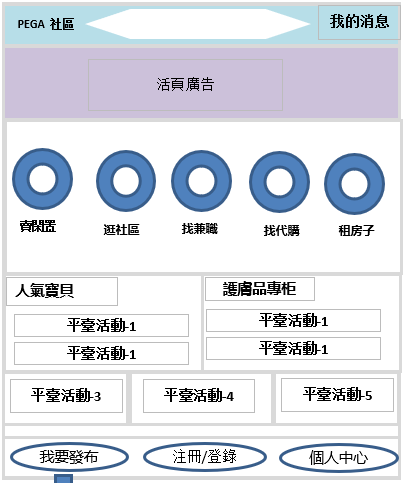 PEGA 社區
我的消息
活頁廣告
賣閑置
逛社區
找兼職
找代購
租房子
人氣寶貝
護膚品專柜
平臺活動-1
平臺活動-1
平臺活動-1
平臺活動-1
平臺活動-3
平臺活動-4
平臺活動-5
我要發布
注冊/登錄
個人中心